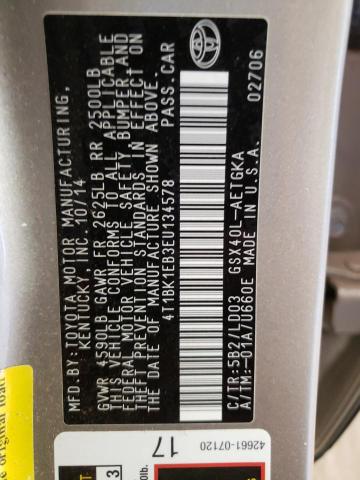 MFD. BY: TOYOTA MOTOR MANUFACTURING,
KENTUCKY, INC. 10/14
GVWR 4590LB GAWR FR 2625LB RR 2500LB
THIS VEHICLE CONFORMS TO ALL APPLICABLE
FEDERAL MOTOR VEHICLE SAFETY, BUMPER AND
THEFT PREVENTION STANDARDS IN EFFECT ON
THE DATE OF MANUFACTURE SHOWN ABOVE.
4T1BK1EB3EU134578 PASS.CAR
C/TR:5B2/LD03 GSX40L-AETGKA
A/TM:-01A/U660E MADE IN U.S.A. 02706
42661-07120
17